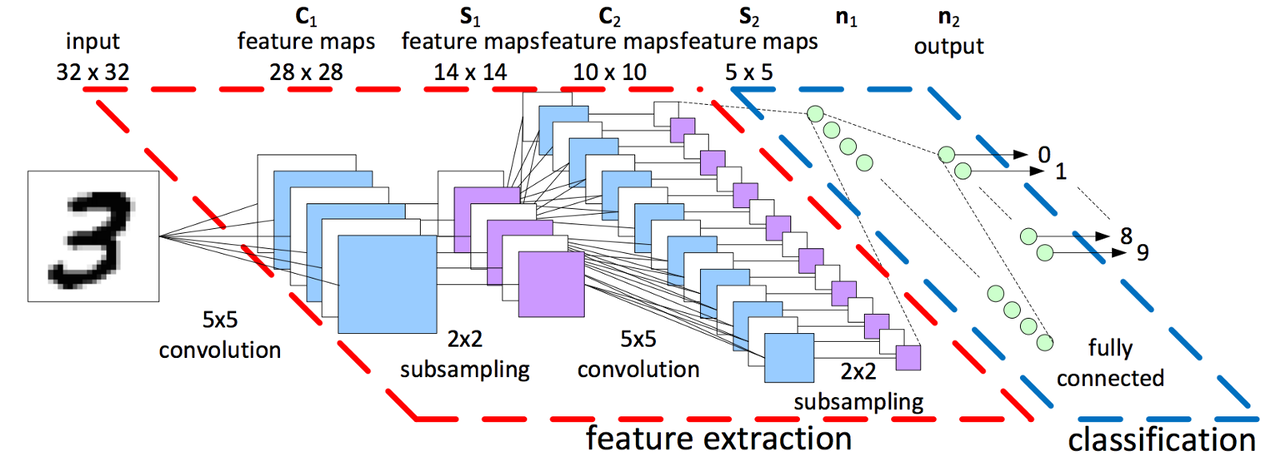 C1
S1
C2
S2
n1
n2
input
feature maps
feature maps
feature maps
feature maps
output
32 x 32
28 x 28
14 x 14
10 x 10
5 x 5
3
0
1
8
9
5x5
convolution
2x2
subsampling
5x5
convolution
2x2
subsampling
fully
connected
feature extraction
classification